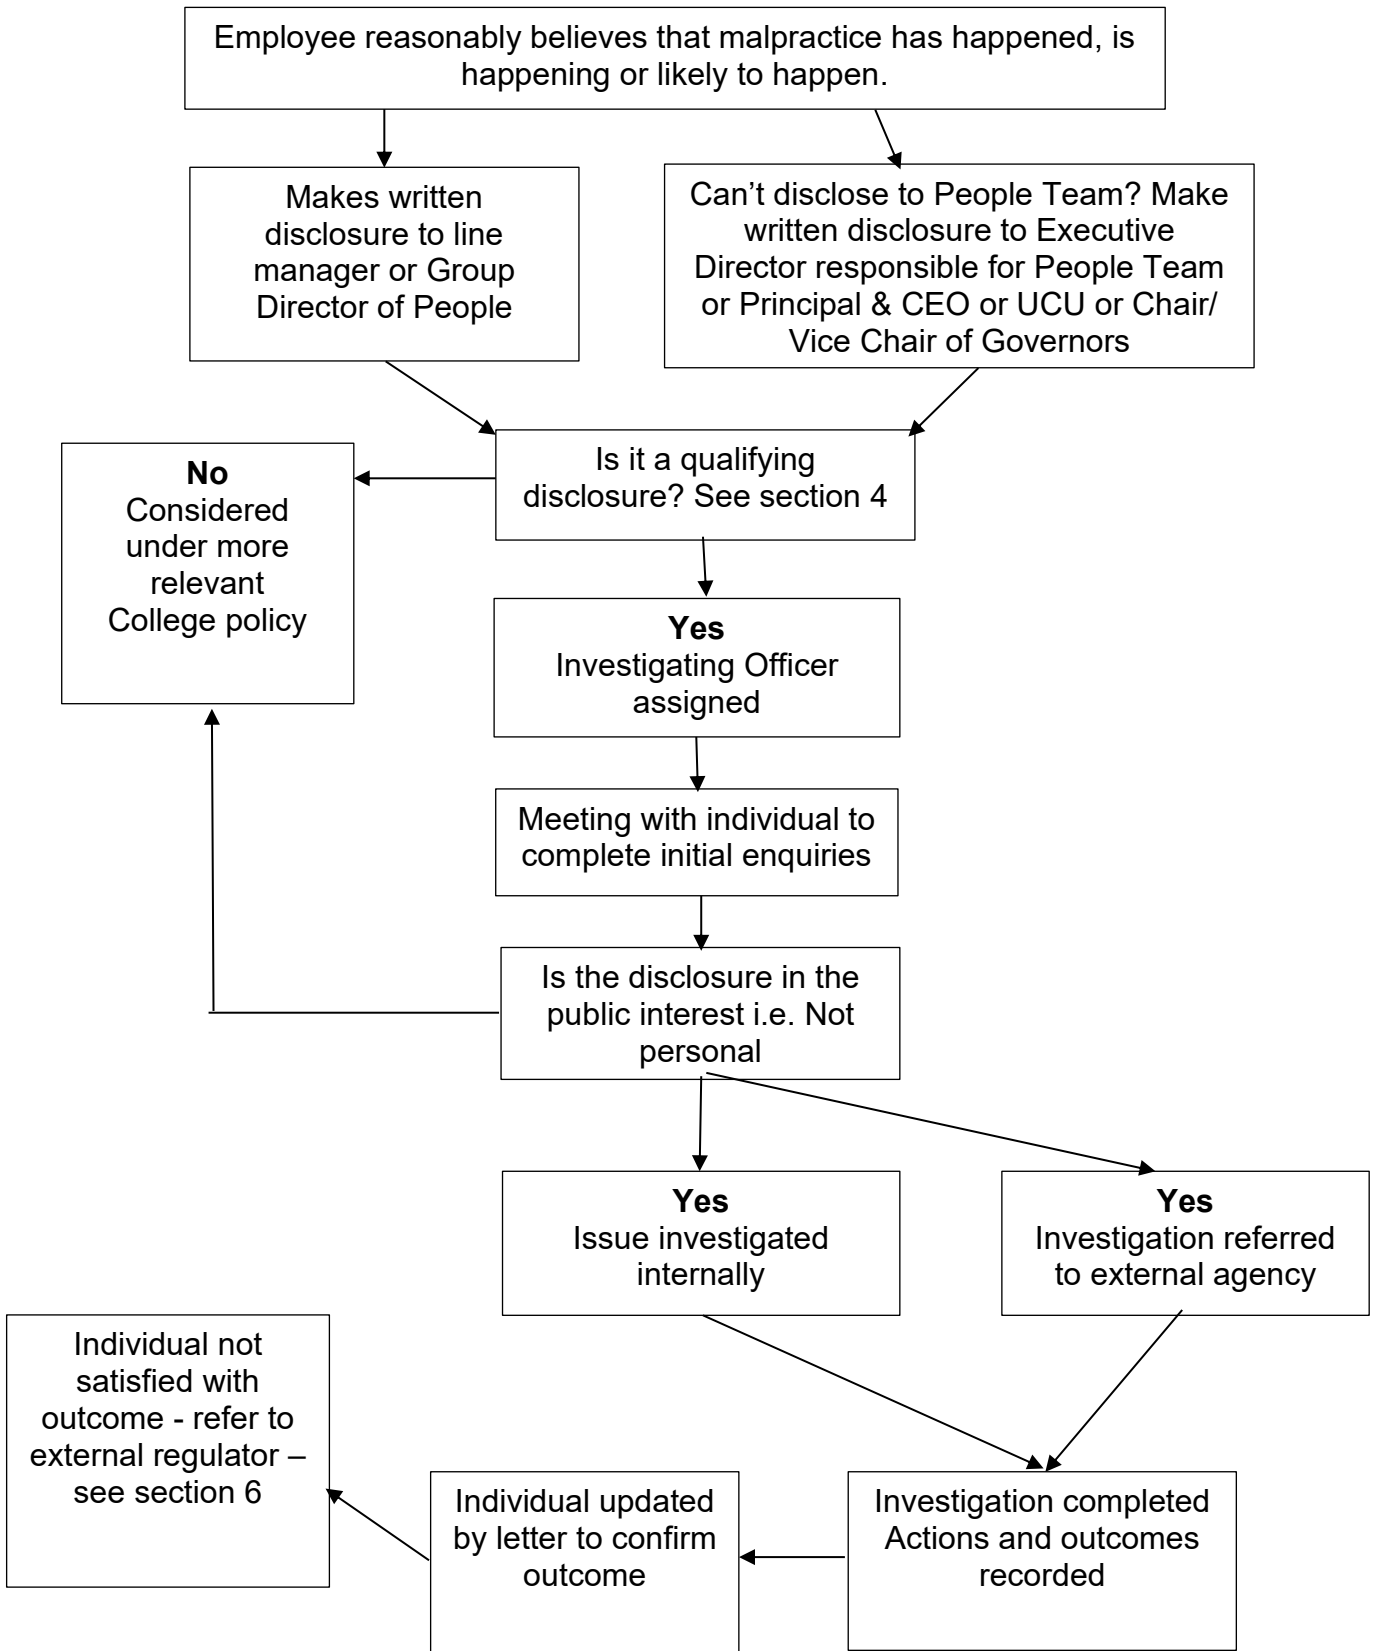 Employee reasonably believes that malpractice has happened, is
happening or likely to happen.
Makes written
disclosure to line
manager or Group
Director of People
Can’t disclose to People Team? Make
written disclosure to Executive
Director responsible for People Team
or Principal & CEO or UCU or Chair/
Vice Chair of Governors
Is it a qualifying
disclosure? See section 4
No
Considered
under more
relevant
College policy
Yes
Investigating Officer
assigned
Meeting with individual to
complete initial enquiries
Is the disclosure in the
public interest i.e. Not
personal
Yes
Issue investigated
internally
Yes
Investigation referred
to external agency
Investigation completed
Actions and outcomes
recorded
Individual updated
by letter to confirm
outcome
Individual not
satisfied with
outcome - refer to
external regulator –
see section 6